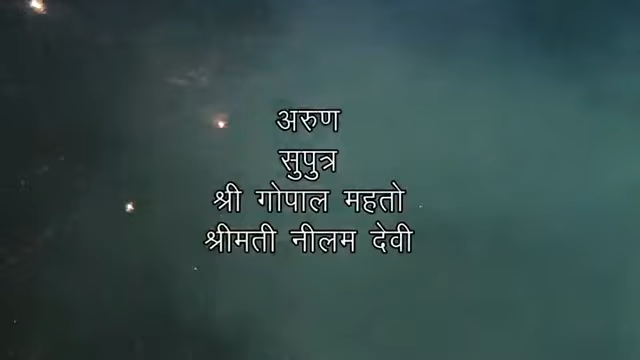 अरुण
सुपुत्र
श्री गोपाल महतो
श्रीमती नीलम देवी